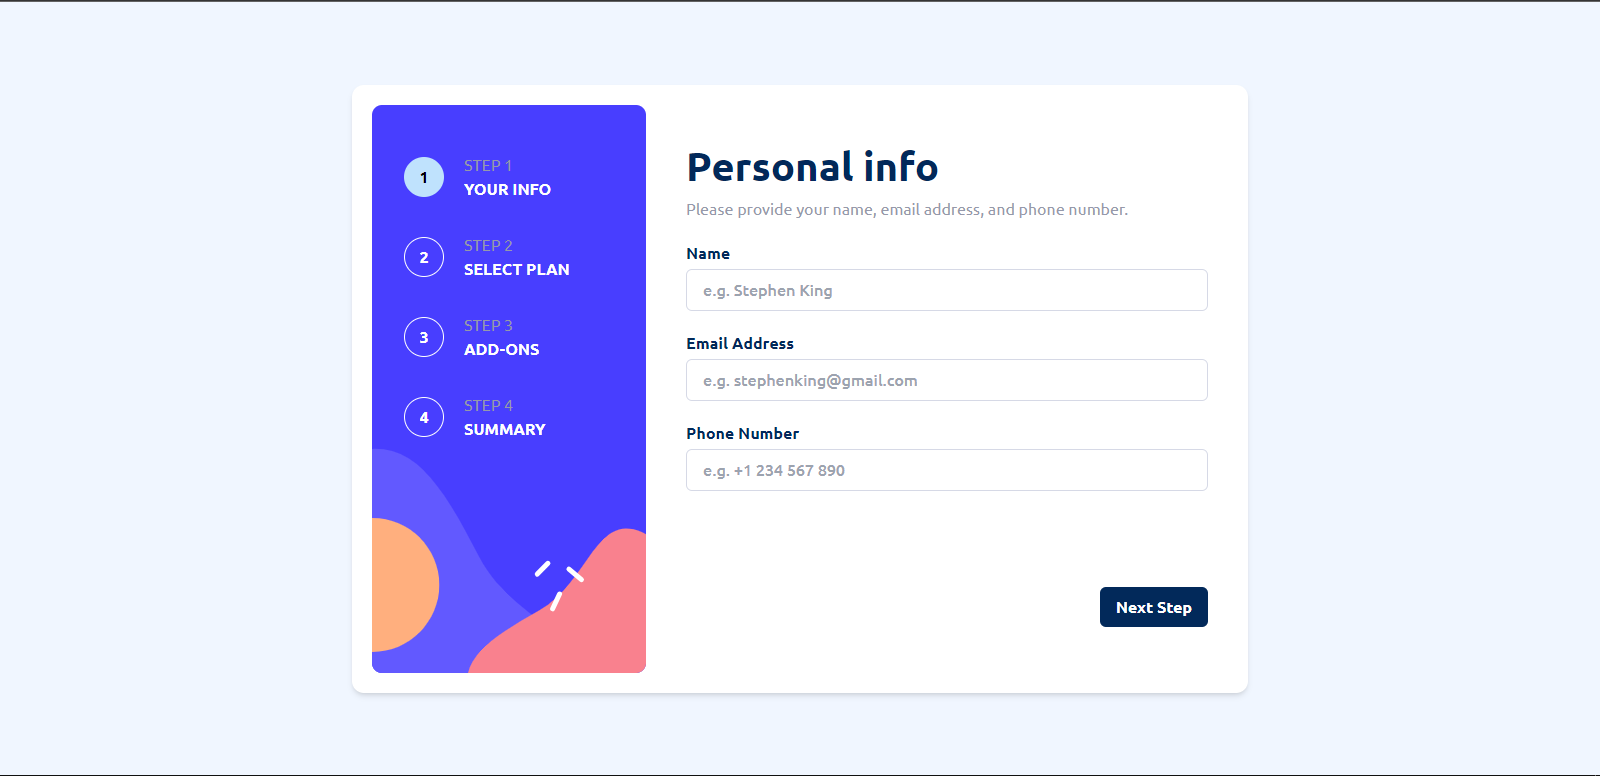 1
STEP 1
YOUR INFO
2
STEP 2
SELECT PLAN
3
STEP 3
ADD-ONS
4
STEP 4
SUMMARY
Personal info
Please provide your name, email address, and phone number.
Name
e.g. Stephen King
Email Address
e.g. stephenking@gmail.com
Phone Number
e.g. +1 234 567 890
Next Step